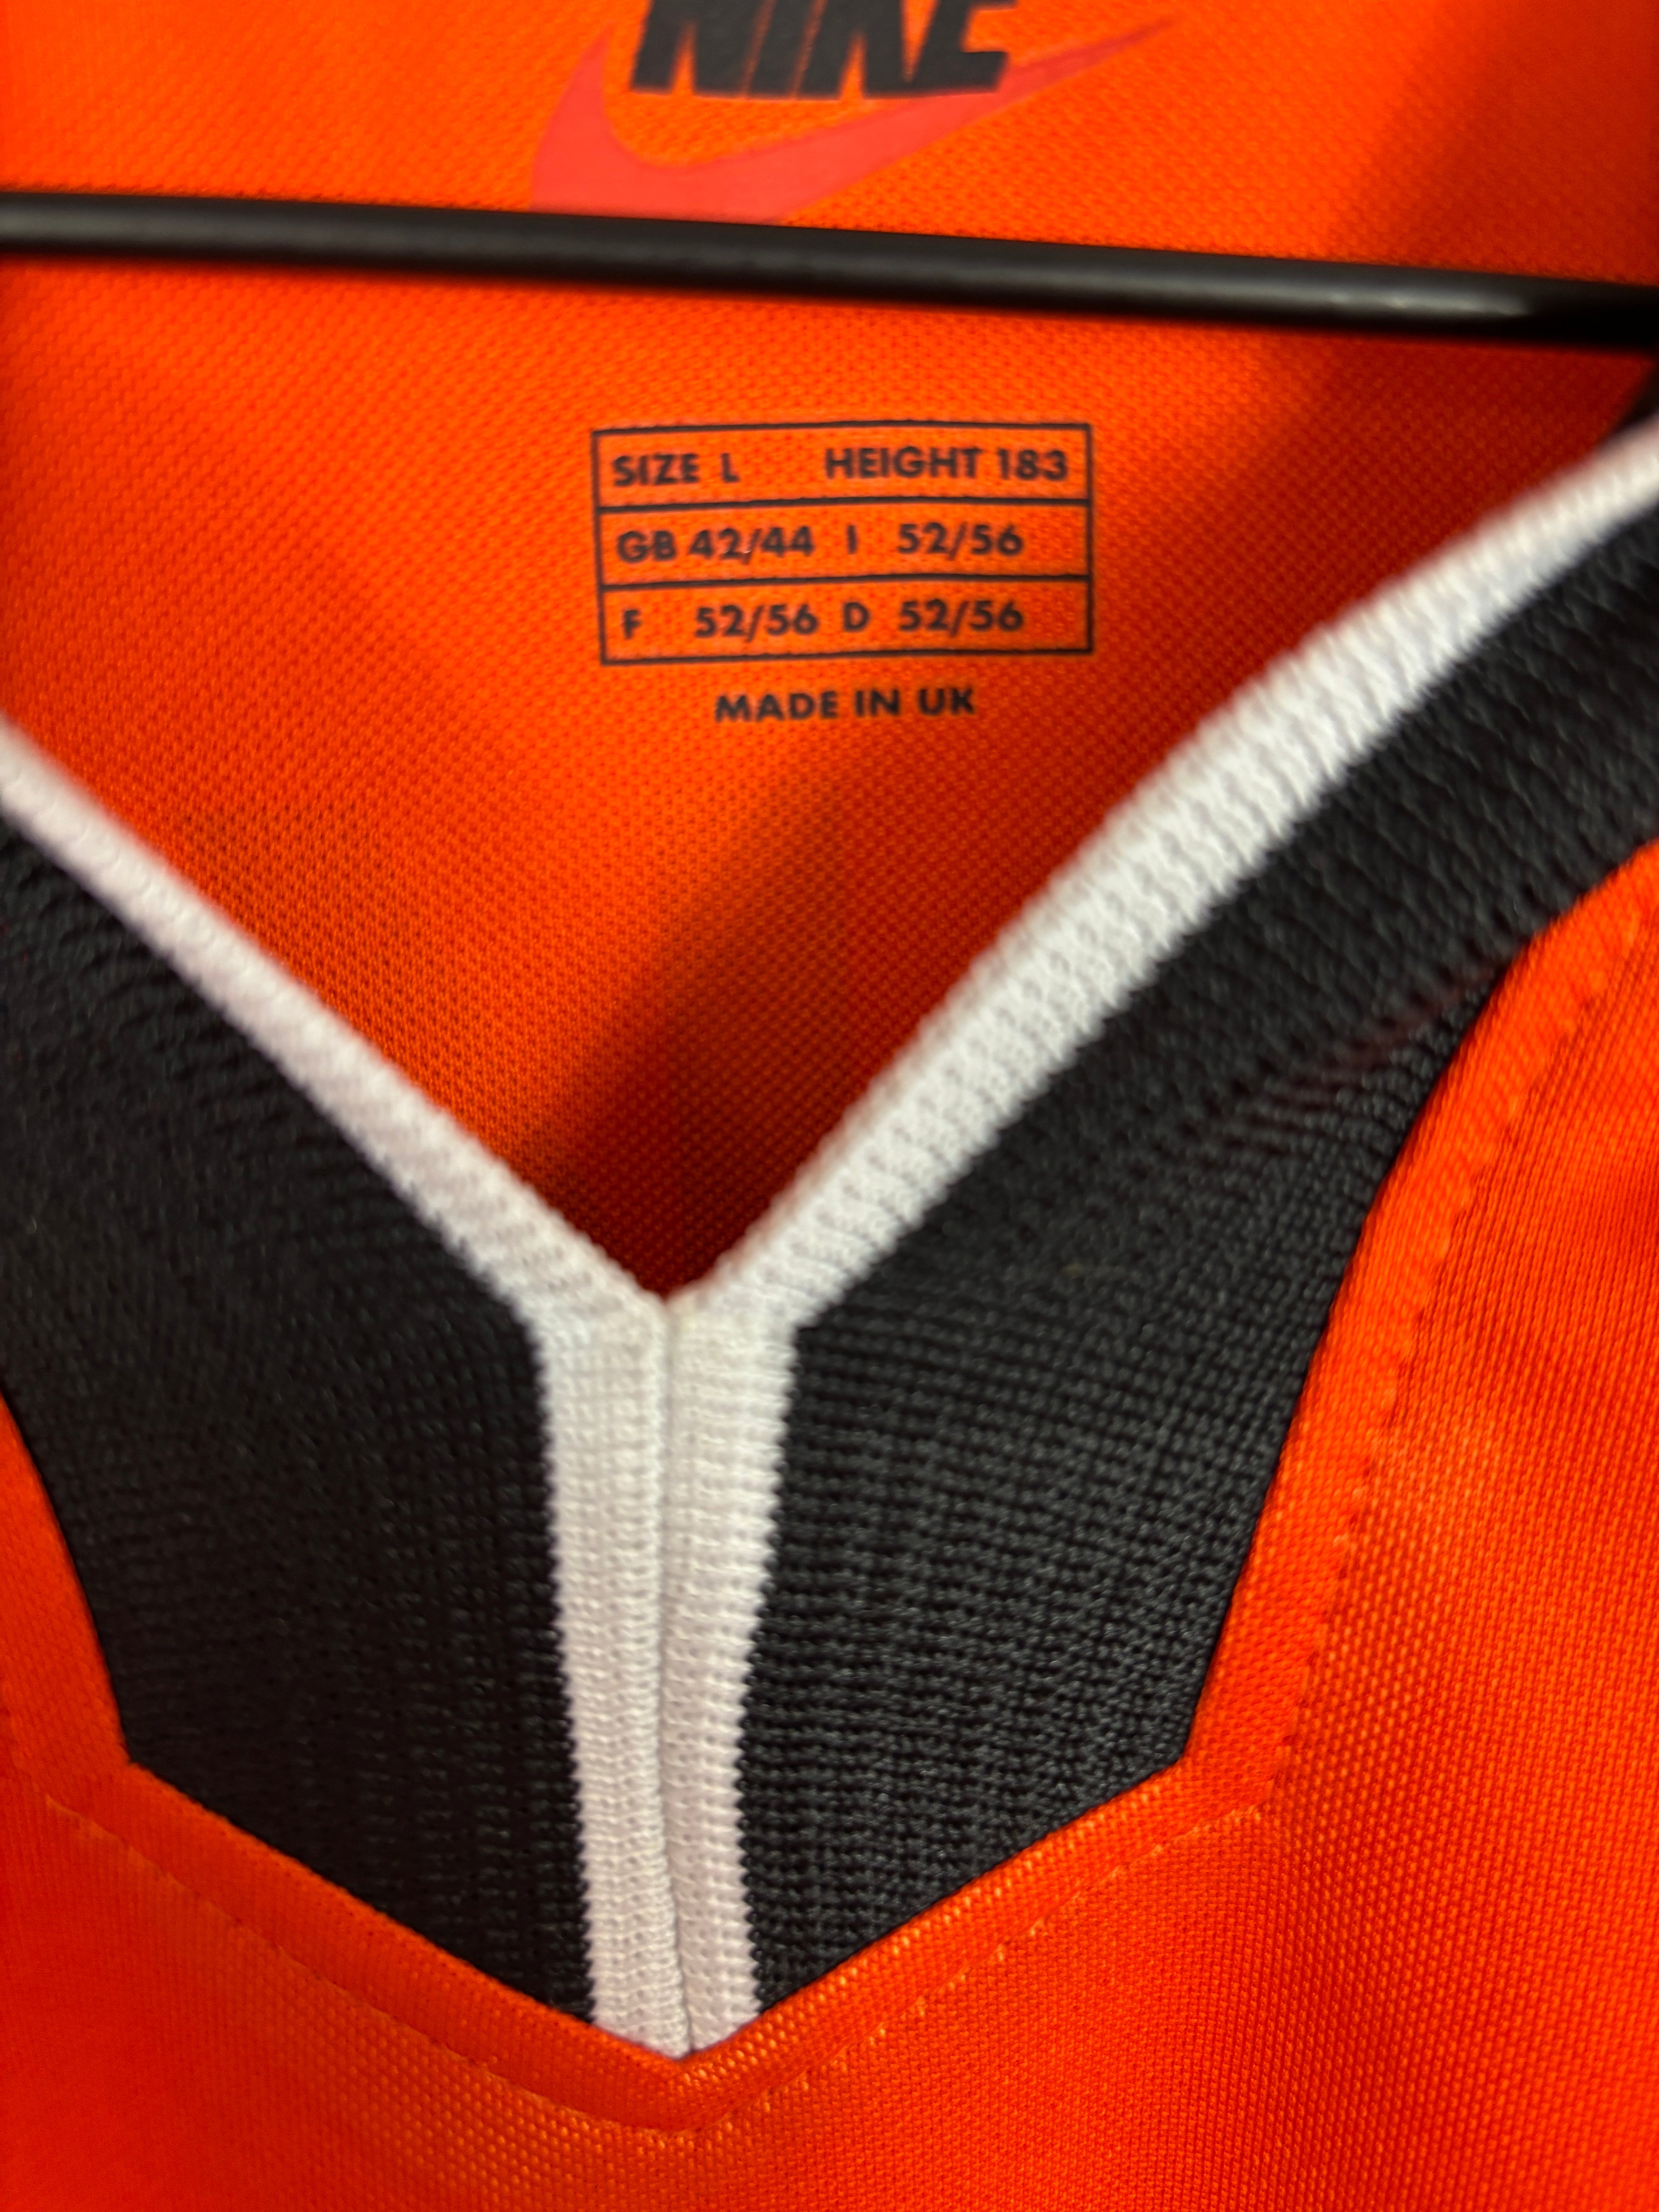 NIKE
SIZE L HEIGHT 183
GB 42/44 I 52/56
F 52/56 D 52/56
MADE IN UK